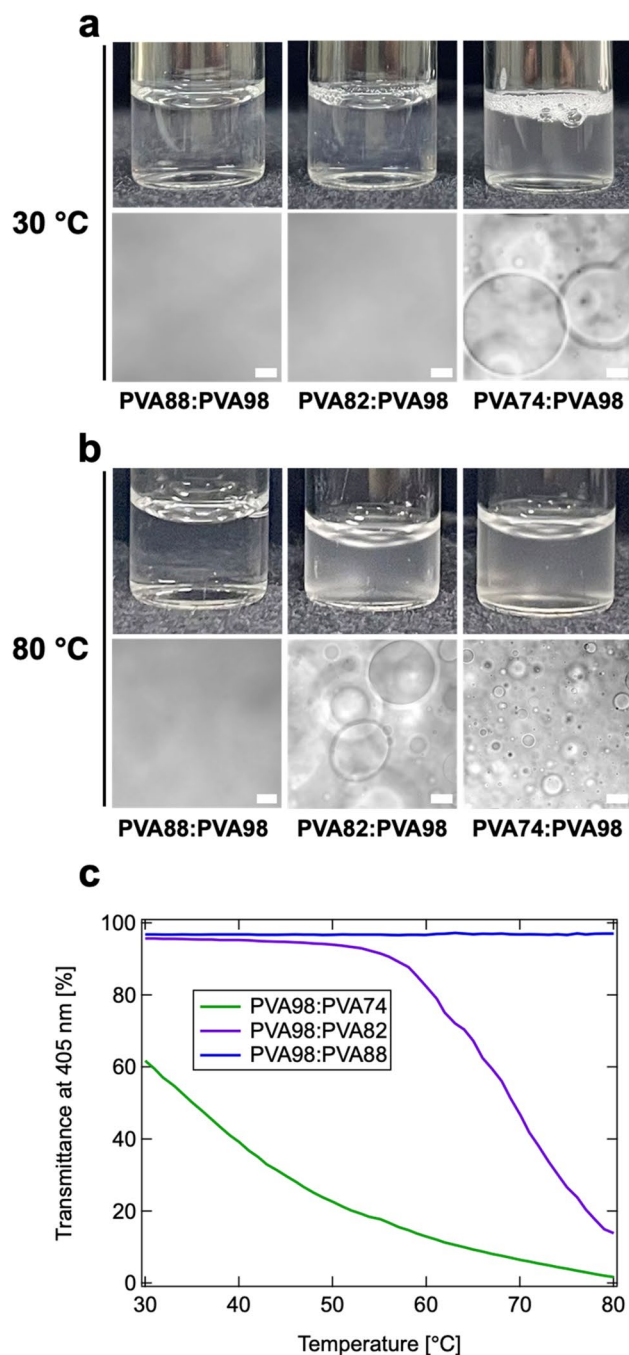 a
30 °C
PVA88:PVA98 PVA82:PVA98 PVA74:PVA98
b
80 °C
PVA88:PVA98 PVA82:PVA98 PVA74:PVA98
c
100
80
60
40
20
0
Transmittance at 405 nm [%]
PVA98:PVA74
PVA98:PVA82
PVA98:PVA88
30 40 50 60 70 80
Temperature [°C]